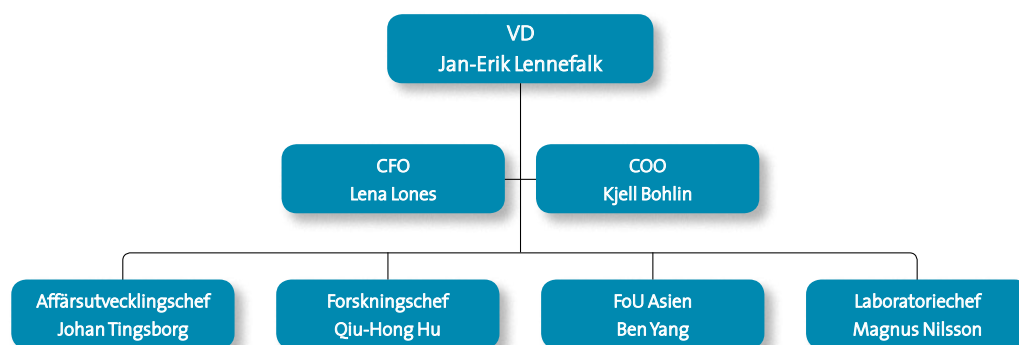 VD
Jan-Erik Lennefalk
CFO
Lena Lones
COO
Kjell Bohlin
Affärsutvecklingschef
Johan Tingsborg
Forskningschef
Qiu-Hong Hu
FoU Asien
Ben Yang
Laboratoriechef
Magnus Nilsson